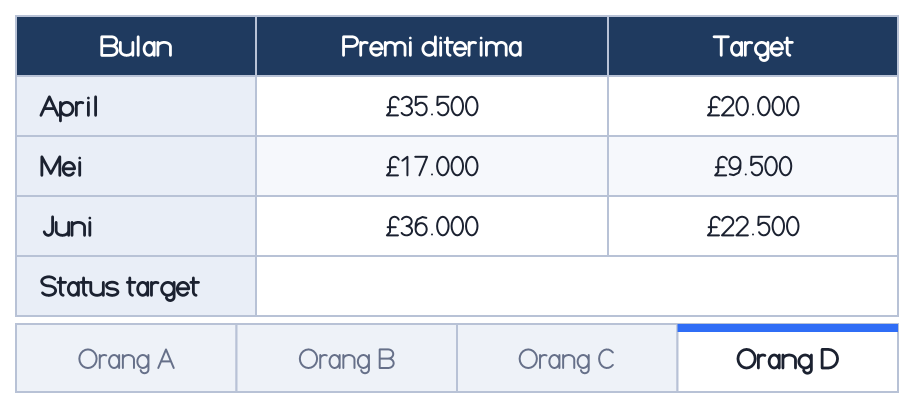 Bulan Premi diterima Target
April £35.500 £20.000
Mei £17.000 £9.500
Juni £36.000 £22.500
Status target
Orang A Orang B Orang C Orang D